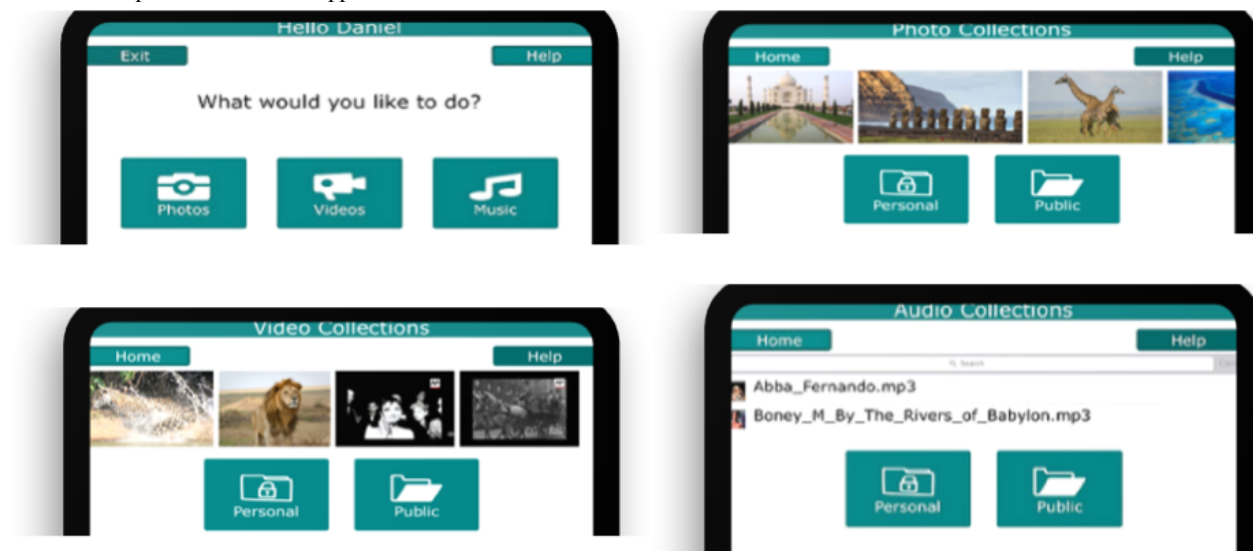 Hello Daniel
Exit Help
What would you like to do?
Photos Videos Music
Photo Collections
Home Help
Personal Public
Video Collections
Home Help
Personal Public
Audio Collections
Home Help
Search
Abba_Fernando.mp3
Boney_M_By_The_Rivers_of_Babylon.mp3
Personal Public